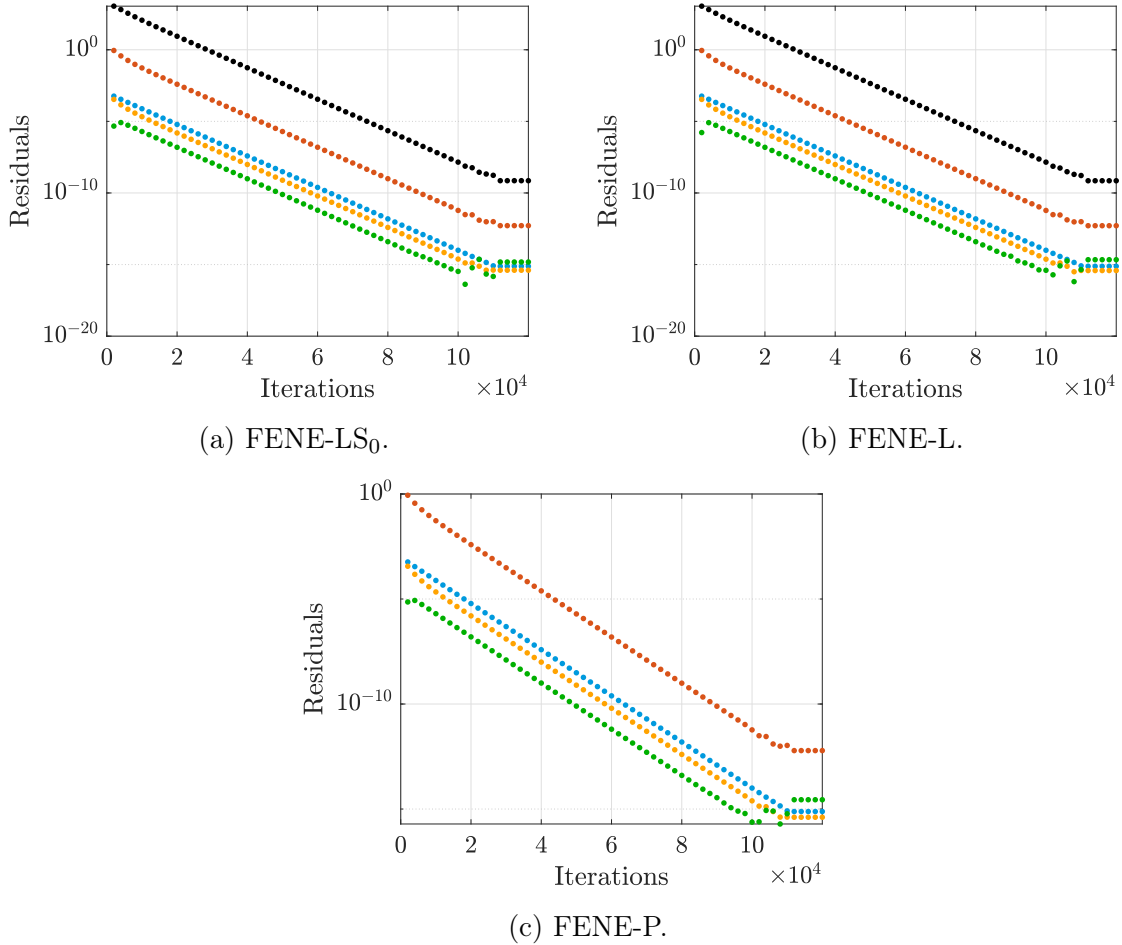 10^0
10^{-10}
10^{-20}
Residuals
0 2 4 6 8 10
Iterations
×10^4
(a) FENE-LS_0.
10^0
10^{-10}
10^{-20}
Residuals
0 2 4 6 8 10
Iterations
×10^4
(b) FENE-L.
10^0
10^{-10}
Residuals
0 2 4 6 8 10
Iterations
×10^4
(c) FENE-P.